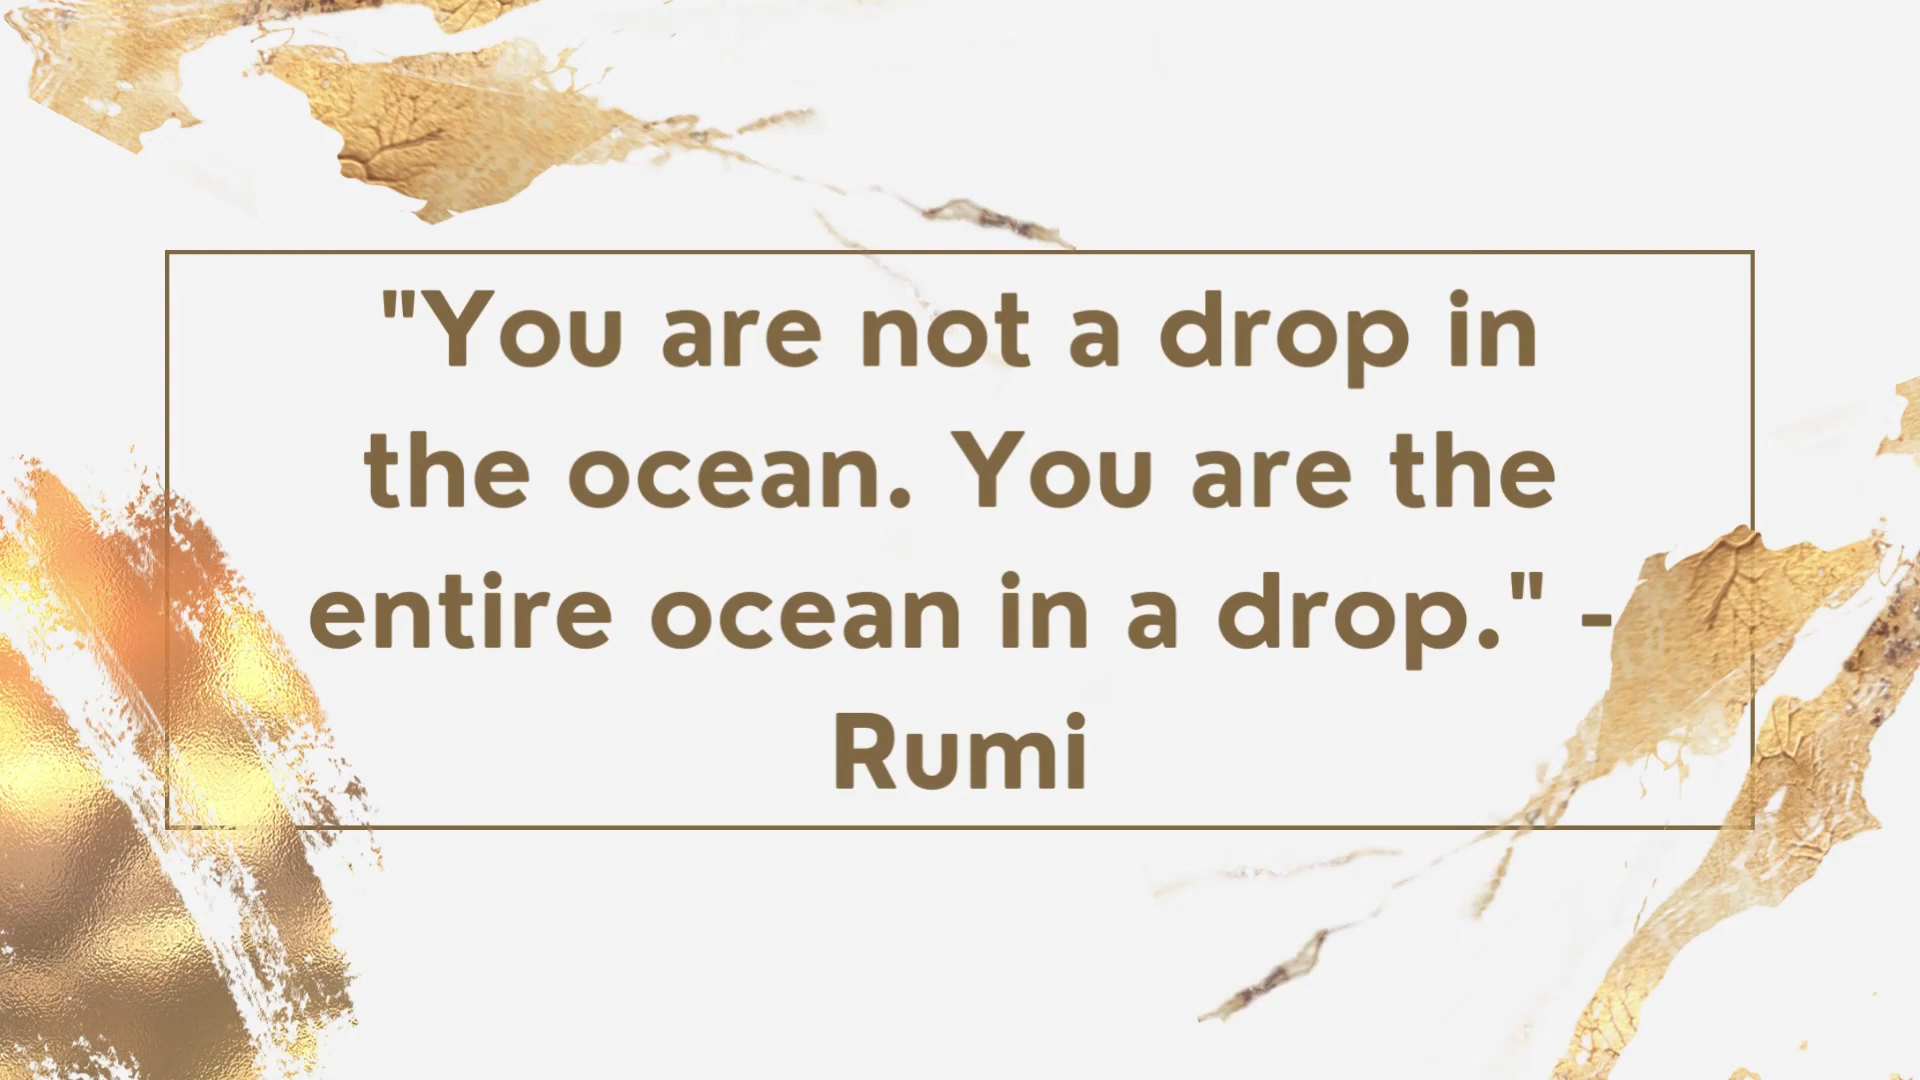 "You are not a drop in
the ocean. You are the
entire ocean in a drop." -
Rumi